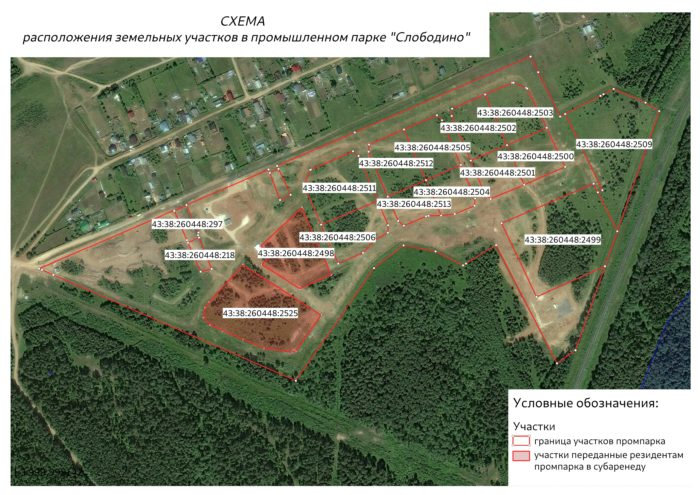 СХЕМА
расположения земельных участков в промышленном парке "Слободино"
43:38:260448:2503
43:38:260448:2502
43:38:260448:2509
43:38:260448:2505
43:38:260448:2500
43:38:260448:2512
43:38:260448:2501
43:38:260448:2511
43:38:260448:2504
43:38:260448:2513
43:38:260448:297
43:38:260448:2506
43:38:260448:2499
43:38:260448:218
43:38:260448:2498
43:38:260448:2525
Условные обозначения:
Участки
граница участков промпарка
участки переданные резидентам
промпарка в субаренеду